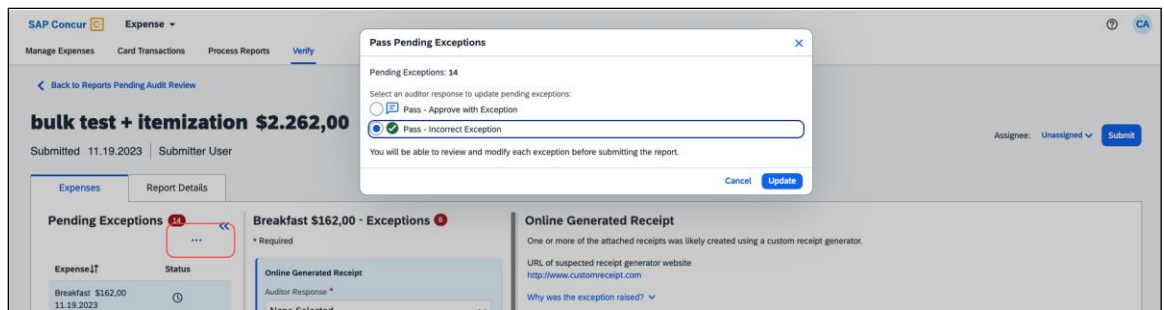 SAP Concur C Expense
CA
Manage Expenses Card Transactions Process Reports Verify
Pass Pending Exceptions
Pending Exceptions: 14
Select an auditor response to update pending exceptions:
Pass - Approve with Exception
Pass - Incorrect Exception
You will be able to review and modify each exception before submitting the report.
Cancel Update
Back to Reports Pending Audit Review
bulk test + itemization $2.262,00
Submitted 11.19.2023 Submitter User
Assignee: Unassigned Submit
Expenses Report Details
Pending Exceptions 14
...
Expense Status
Breakfast $162,00
11.19.2023
Breakfast $162,00 - Exceptions 6
* Required
Online Generated Receipt
Auditor Response *
None Selected
Online Generated Receipt
One or more of the attached receipts was likely created using a custom receipt generator.
URL of suspected receipt generator website
http://www.customreceipt.com
Why was the exception raised?